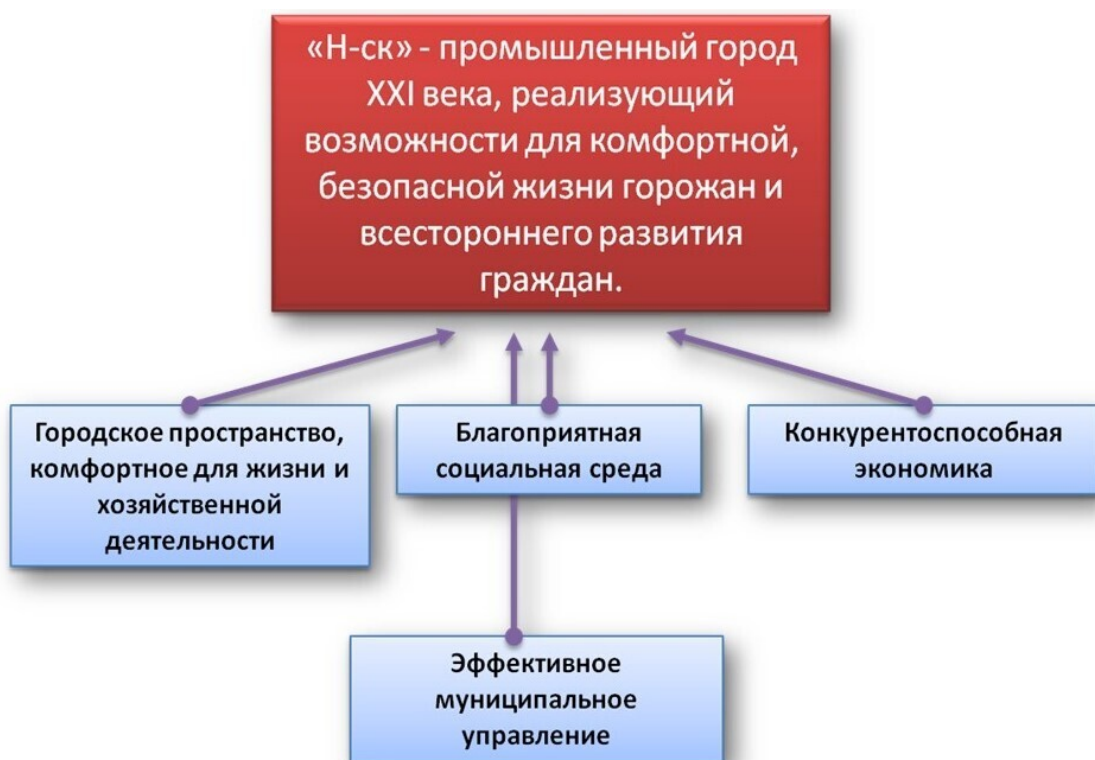 «Н-ск» - промышленный город
XXI века, реализующий
возможности для комфортной,
безопасной жизни горожан и
всестороннего развития
граждан.
Городское пространство,
комфортное для жизни и
хозяйственной
деятельности
Благоприятная
социальная среда
Конкурентоспособная
экономика
Эффективное
муниципальное
управление